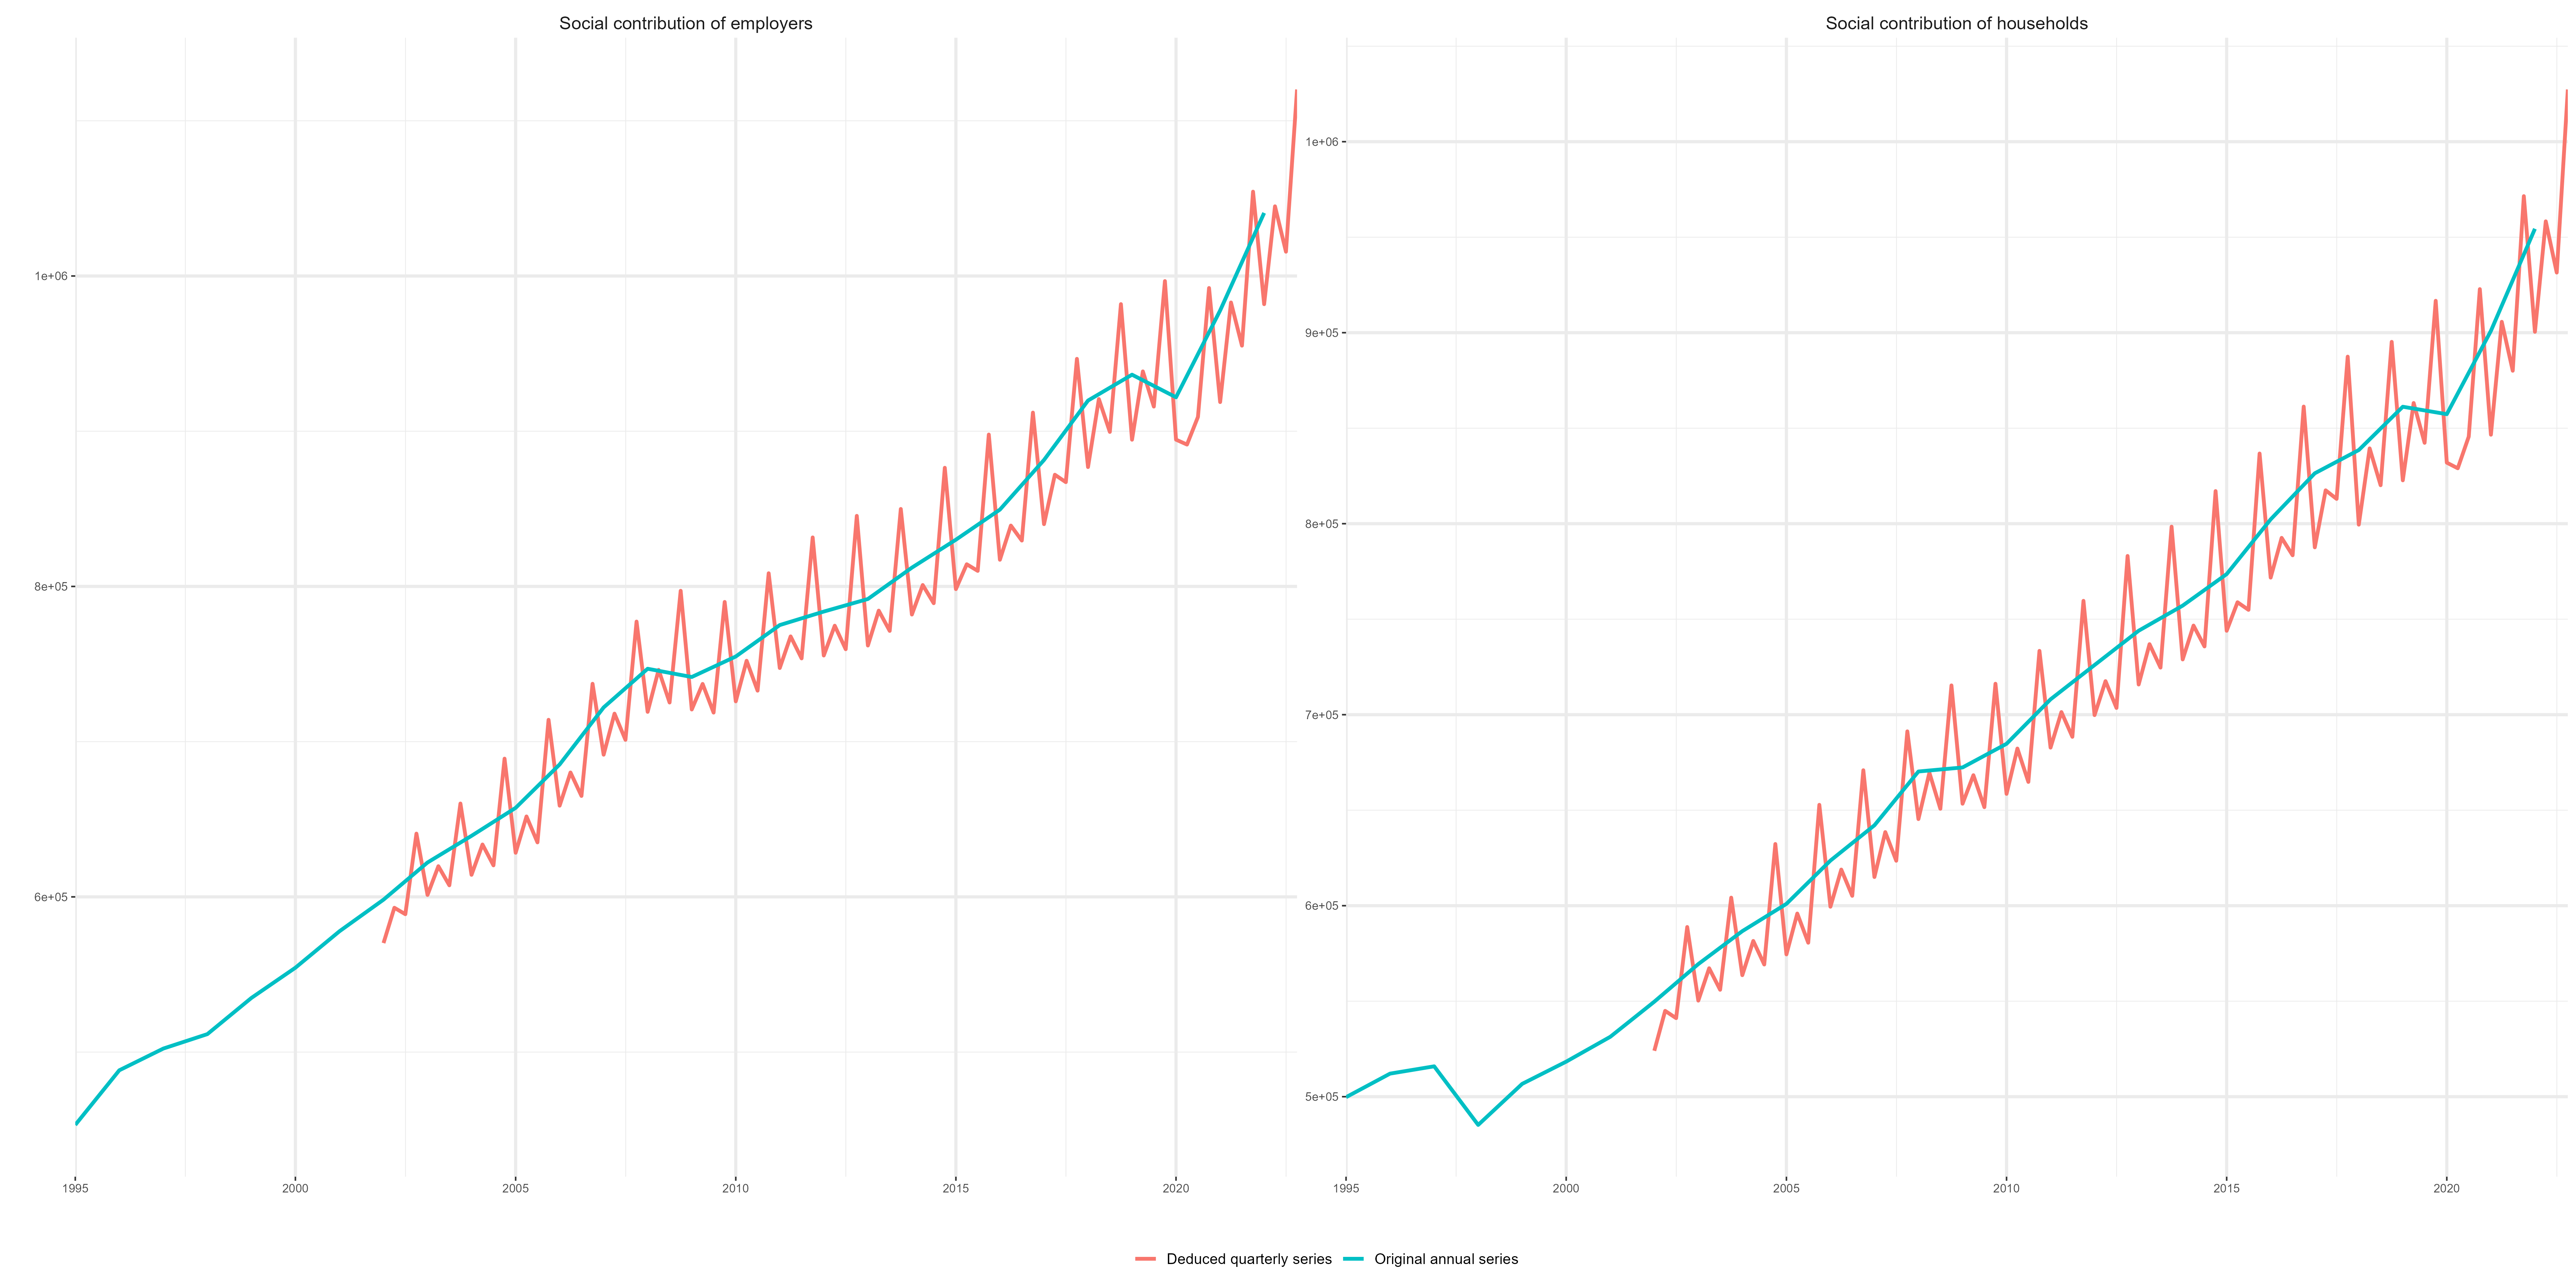 Social contribution of employers
Social contribution of households
1e+06
8e+05
6e+05
1995 2000 2005 2010 2015 2020
1e+06
9e+05
8e+05
7e+05
6e+05
5e+05
1995 2000 2005 2010 2015 2020
Deduced quarterly series Original annual series